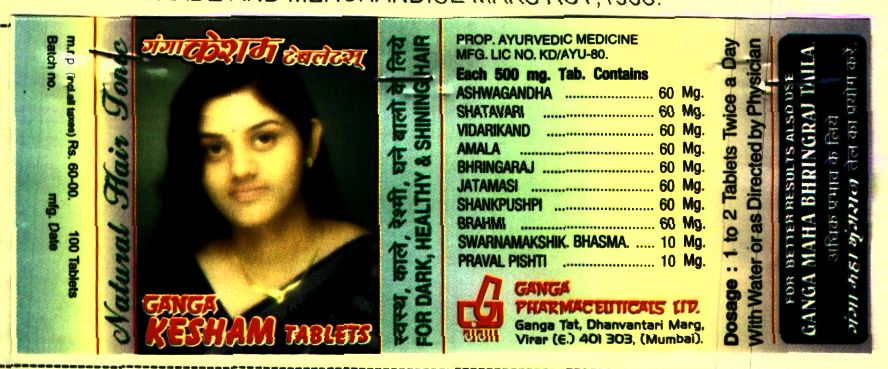 m.r.p (incl.all taxes) Rs. 60-00. 100 Tablets
Batch no. mfg. Date
Natural Hair Tonic
गंगा केशम टेबलेटस्
GANGA
KESHAM TABLETS
स्वस्थ, काले, रेश्मी, घने बालों के लिये
FOR DARK, HEALTHY & SHINING HAIR
PROP. AYURVEDIC MEDICINE
MFG. LIC NO. KD/AYU-80.
Each 500 mg. Tab. Contains
ASHWAGANDHA .................... 60 Mg.
SHATAVARI ..................... 60 Mg.
VIDARIKAND ..................... 60 Mg.
AMALA ..................... 60 Mg.
BHRINGARAJ ..................... 60 Mg.
JATAMASI ..................... 60 Mg.
SHANKPUSHPI .................... 60 Mg.
BRAHMI ..................... 60 Mg.
SWARNAMAKSHIK. BHASMA. ..... 10 Mg.
PRAVAL PISHTI .................... 10 Mg.
गंगा
GANGA
PHARMACEUTICALS LTD.
Ganga Tat, Dhanvantari Marg,
Virar (E.) 401 303, (Mumbai).
Dosage : 1 to 2 Tablets Twice a Day
With Water or as Directed by Physician
FOR BETTER RESULTS ALSO USE
GANGA MAHA BHRINGRAJ TAILA
अधिक प्रभाव के लिये
गंगा महा भृंगराज तेल का प्रयोग करें.